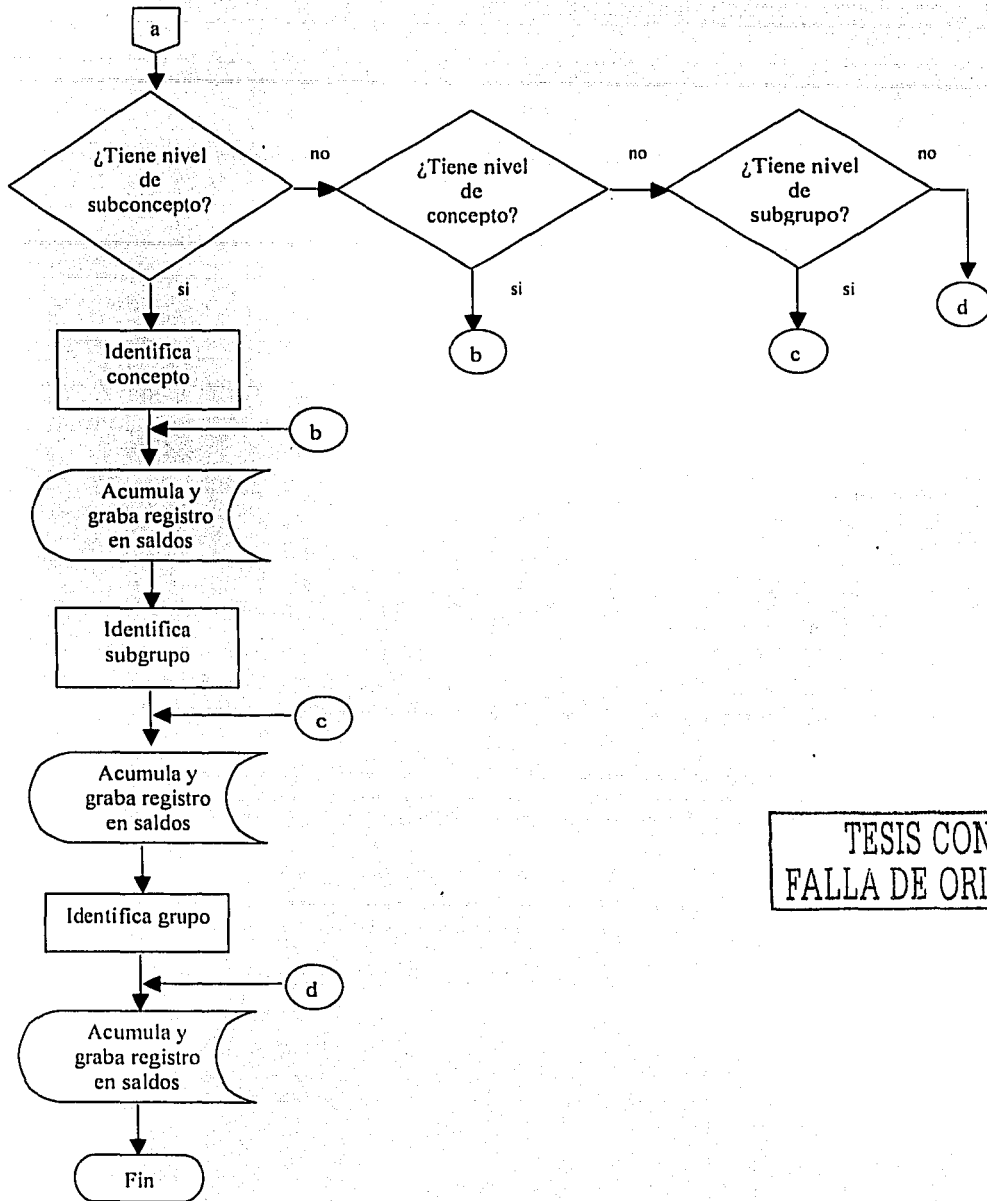 a
¿Tiene nivel
de
subconcepto?
no
¿Tiene nivel
de
concepto?
no
¿Tiene nivel
de
subgrupo?
no
si
si
si
d
b
c
Identifica
concepto
b
Acumula y
graba registro
en saldos
Identifica
subgrupo
c
Acumula y
graba registro
en saldos
TESIS CON
FALLA DE ORI
Identifica grupo
d
Acumula y
graba registro
en saldos
Fin